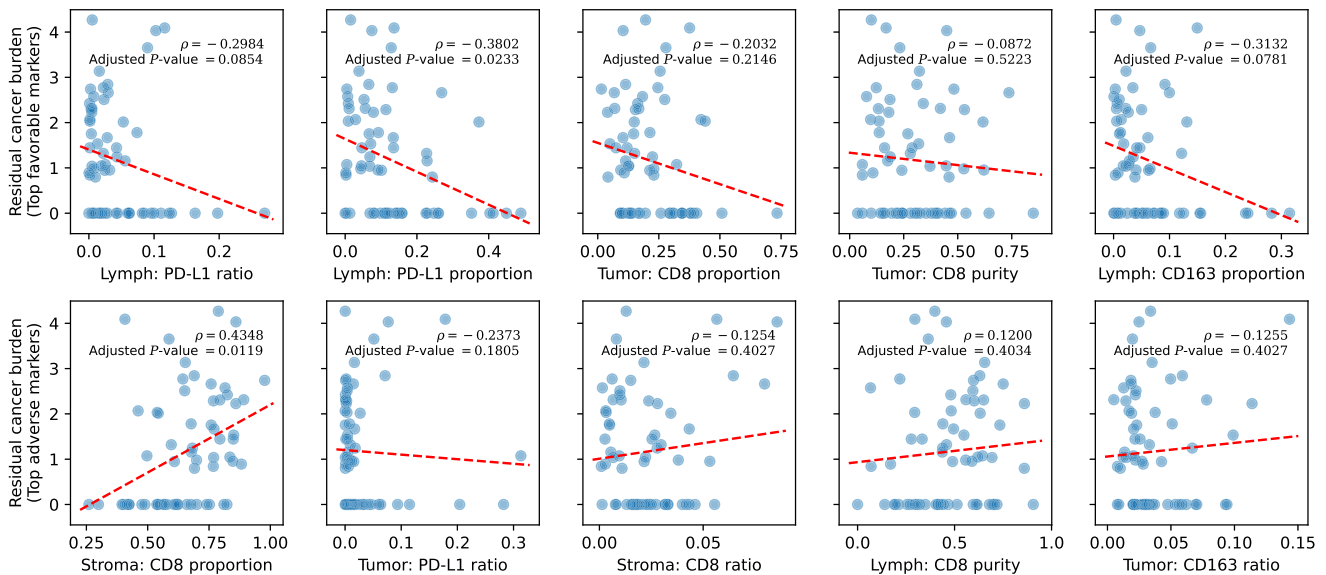 Residual cancer burden
(Top favorable markers)
4
3
2
1
0
ρ = −0.2984
Adjusted P-value = 0.0854
0.0 0.1 0.2
Lymph: PD-L1 ratio
ρ = −0.3802
Adjusted P-value = 0.0233
0.0 0.2 0.4
Lymph: PD-L1 proportion
ρ = −0.2032
Adjusted P-value = 0.2146
0.00 0.25 0.50 0.75
Tumor: CD8 proportion
ρ = −0.0872
Adjusted P-value = 0.5223
0.00 0.25 0.50 0.75
Tumor: CD8 purity
ρ = −0.3132
Adjusted P-value = 0.0781
0.0 0.1 0.2 0.3
Lymph: CD163 proportion
Residual cancer burden
(Top adverse markers)
4
3
2
1
0
ρ = 0.4348
Adjusted P-value = 0.0119
0.25 0.50 0.75 1.00
Stroma: CD8 proportion
ρ = −0.2373
Adjusted P-value = 0.1805
0.0 0.1 0.2 0.3
Tumor: PD-L1 ratio
ρ = −0.1254
Adjusted P-value = 0.4027
0.00 0.05
Stroma: CD8 ratio
ρ = 0.1200
Adjusted P-value = 0.4034
0.0 0.5 1.0
Lymph: CD8 purity
ρ = −0.1255
Adjusted P-value = 0.4027
0.00 0.05 0.10 0.15
Tumor: CD163 ratio